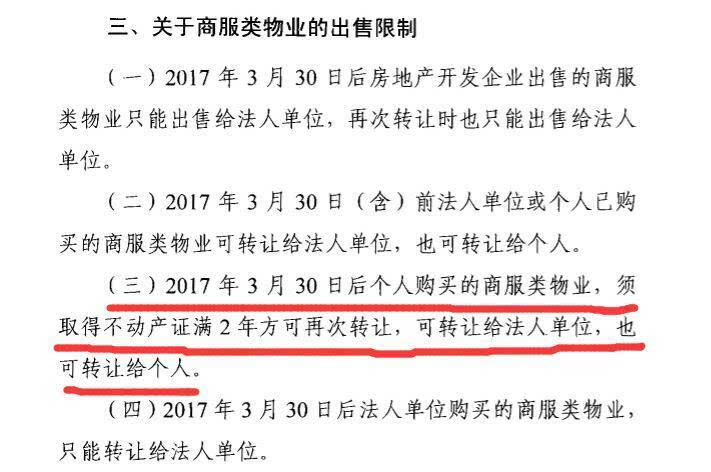 三、关于商服类物业的出售限制
（一）2017 年 3 月 30 日后房地产开发企业出售的商服
类物业只能出售给法人单位，再次转让时也只能出售给法人
单位。
（二）2017 年 3 月 30 日（含）前法人单位或个人已购
买的商服类物业可转让给法人单位，也可转让给个人。
（三）2017 年 3 月 30 日后个人购买的商服类物业，须
取得不动产证满 2 年方可再次转让，可转让给法人单位，也
可转让给个人。
（四）2017 年 3 月 30 日后法人单位购买的商服类物业，
只能转让给法人单位。